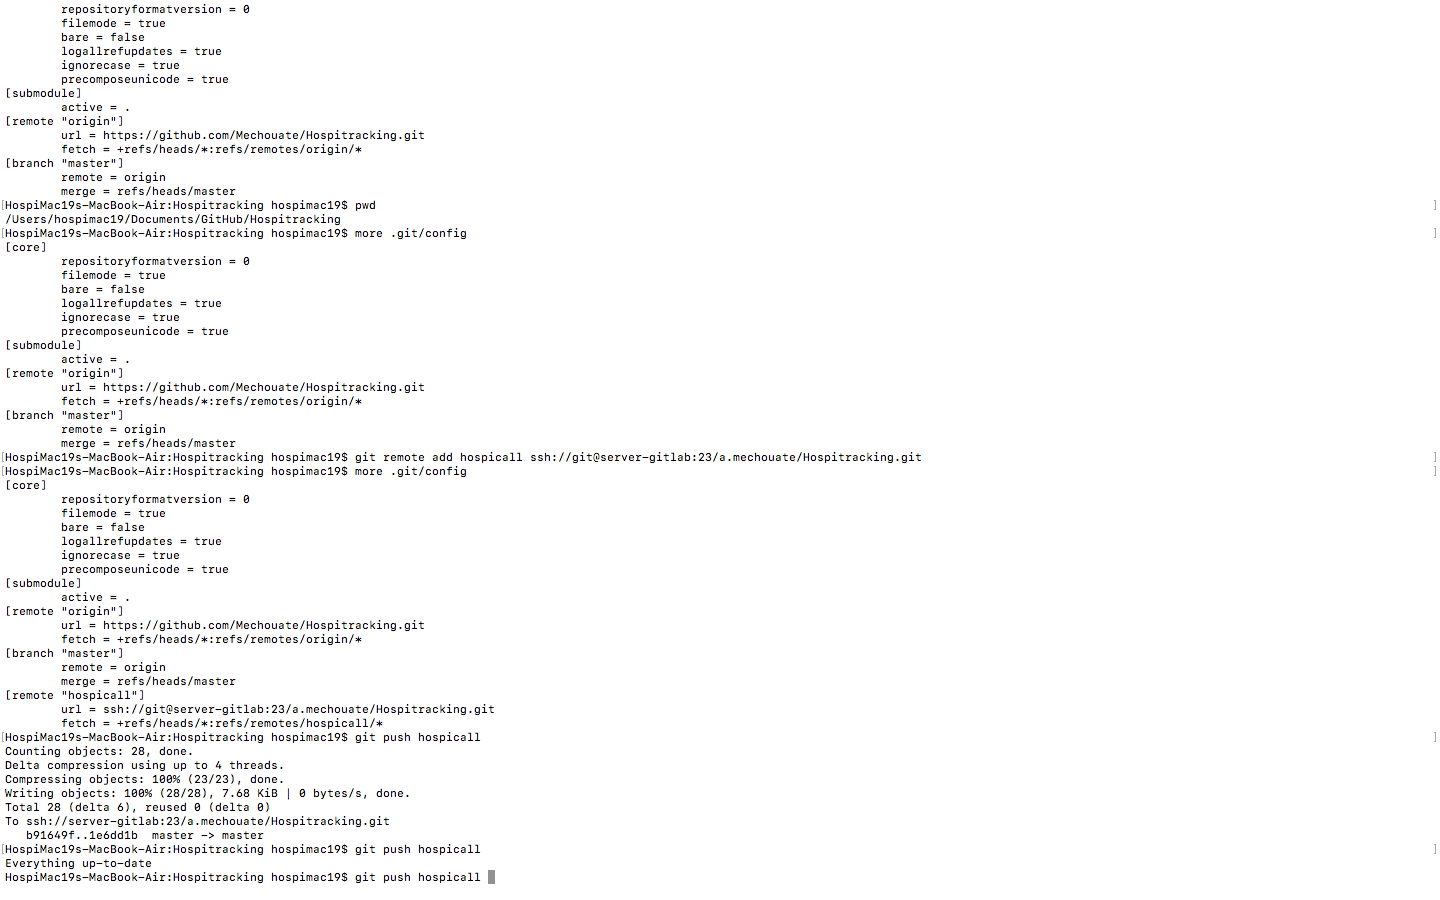 repositoryformatversion = 0
        filemode = true
        bare = false
        logallrefupdates = true
        ignorecase = true
        precomposeunicode = true
[submodule]
        active = .
[remote "origin"]
        url = https://github.com/Mechouate/Hospitracking.git
        fetch = +refs/heads/*:refs/remotes/origin/*
[branch "master"]
        remote = origin
        merge = refs/heads/master
[HospiMac19s-MacBook-Air:Hospitracking hospimac19$ pwd ]
/Users/hospimac19/Documents/GitHub/Hospitracking
[HospiMac19s-MacBook-Air:Hospitracking hospimac19$ more .git/config ]
[core]
        repositoryformatversion = 0
        filemode = true
        bare = false
        logallrefupdates = true
        ignorecase = true
        precomposeunicode = true
[submodule]
        active = .
[remote "origin"]
        url = https://github.com/Mechouate/Hospitracking.git
        fetch = +refs/heads/*:refs/remotes/origin/*
[branch "master"]
        remote = origin
        merge = refs/heads/master
[HospiMac19s-MacBook-Air:Hospitracking hospimac19$ git remote add hospicall ssh://git@server-gitlab:23/a.mechouate/Hospitracking.git ]
[HospiMac19s-MacBook-Air:Hospitracking hospimac19$ more .git/config ]
[core]
        repositoryformatversion = 0
        filemode = true
        bare = false
        logallrefupdates = true
        ignorecase = true
        precomposeunicode = true
[submodule]
        active = .
[remote "origin"]
        url = https://github.com/Mechouate/Hospitracking.git
        fetch = +refs/heads/*:refs/remotes/origin/*
[branch "master"]
        remote = origin
        merge = refs/heads/master
[remote "hospicall"]
        url = ssh://git@server-gitlab:23/a.mechouate/Hospitracking.git
        fetch = +refs/heads/*:refs/remotes/hospicall/*
[HospiMac19s-MacBook-Air:Hospitracking hospimac19$ git push hospicall ]
Counting objects: 28, done.
Delta compression using up to 4 threads.
Compressing objects: 100% (23/23), done.
Writing objects: 100% (28/28), 7.68 KiB | 0 bytes/s, done.
Total 28 (delta 6), reused 0 (delta 0)
To ssh://server-gitlab:23/a.mechouate/Hospitracking.git
   b91649f..1e6dd1b  master -> master
[HospiMac19s-MacBook-Air:Hospitracking hospimac19$ git push hospicall ]
Everything up-to-date
HospiMac19s-MacBook-Air:Hospitracking hospimac19$ git push hospicall